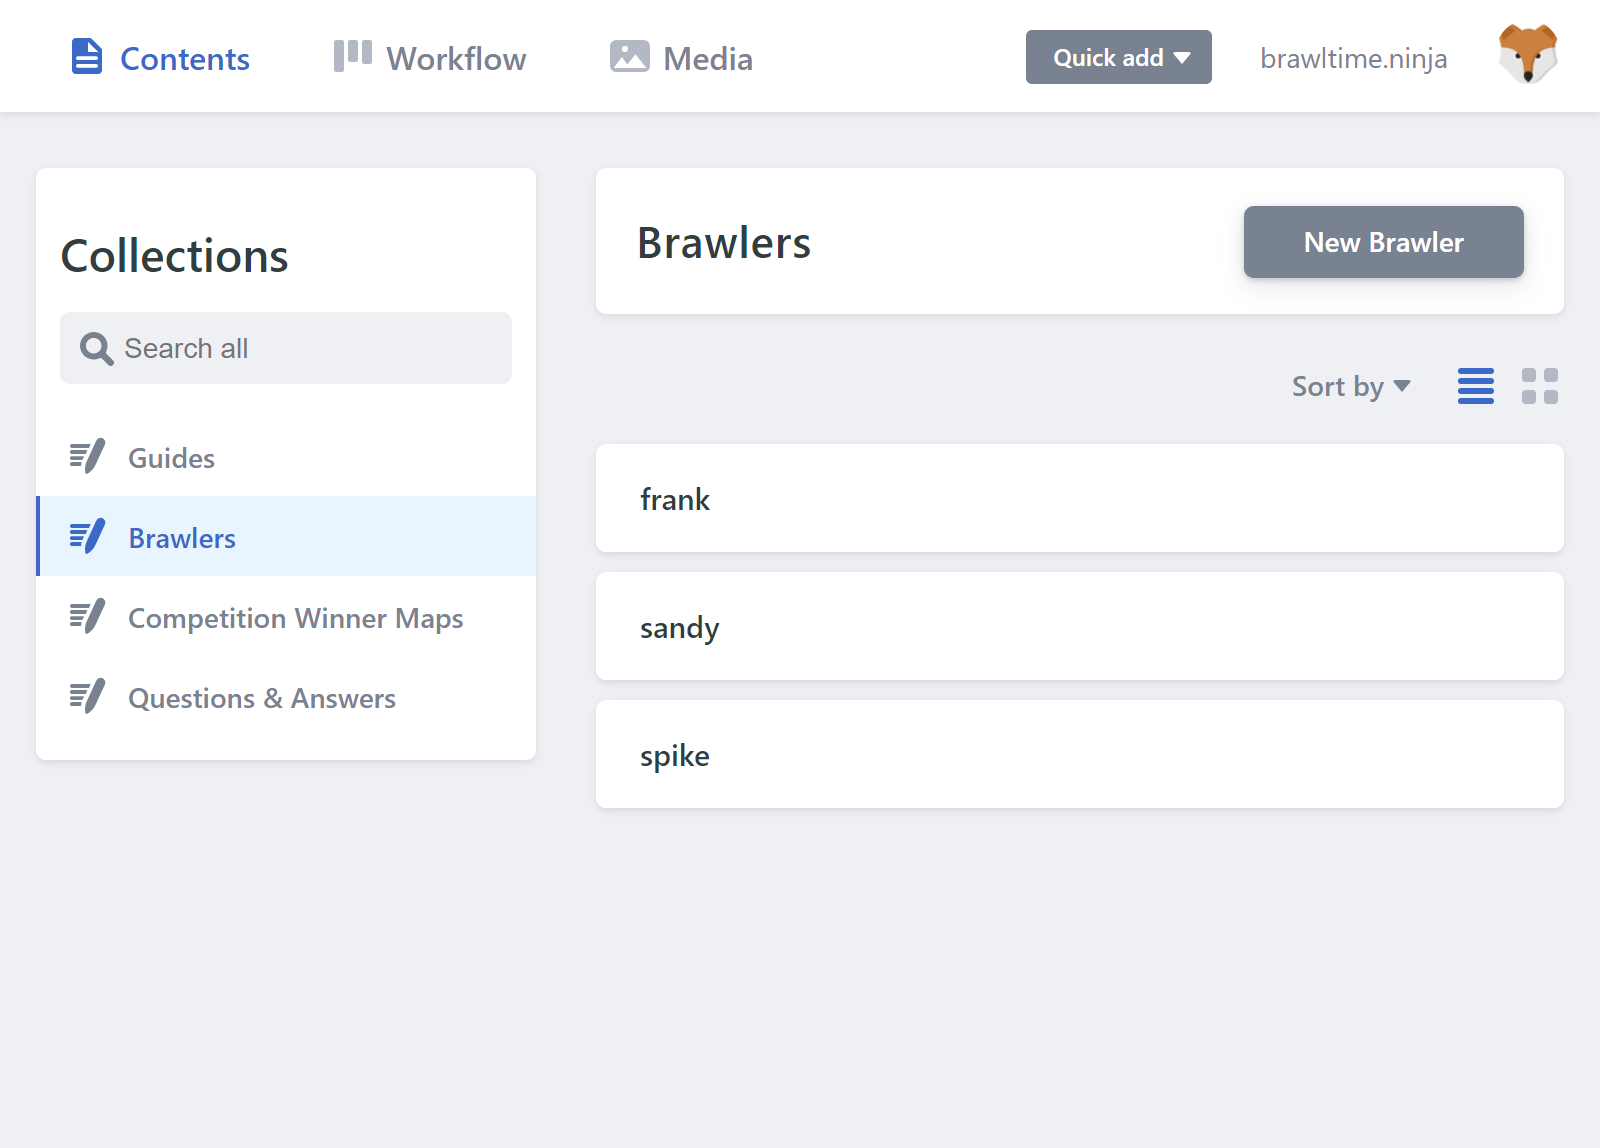 Contents
Workflow
Media
Quick add
brawltime.ninja
Collections
Search all
Guides
Brawlers
Competition Winner Maps
Questions & Answers
Brawlers
New Brawler
Sort by
frank
sandy
spike